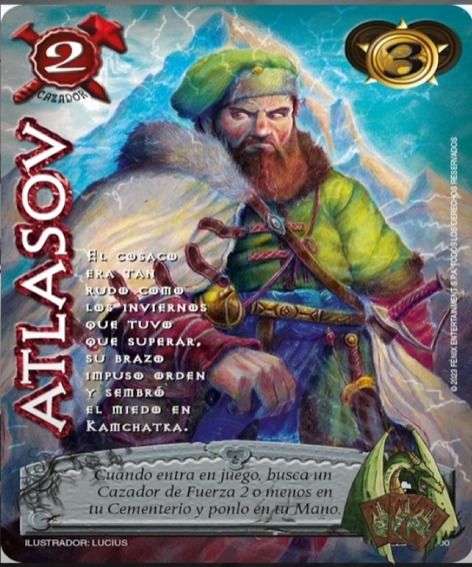 2
CAZADOR
3
ATLASOV
El cosaco
era tan
rudo como
los inviernos
que tuvo
que superar,
su brazo
impuso orden
y sembró
el miedo en
Kamchatka.
Cuando entra en juego, busca un
Cazador de Fuerza 2 o menos en
tu Cementerio y ponlo en tu Mano.
ILUSTRADOR: LUCIUS
© 2023 FÉNIX ENTERTAINMENT S.P.A. TODOS LOS DERECHOS RESERVADOS